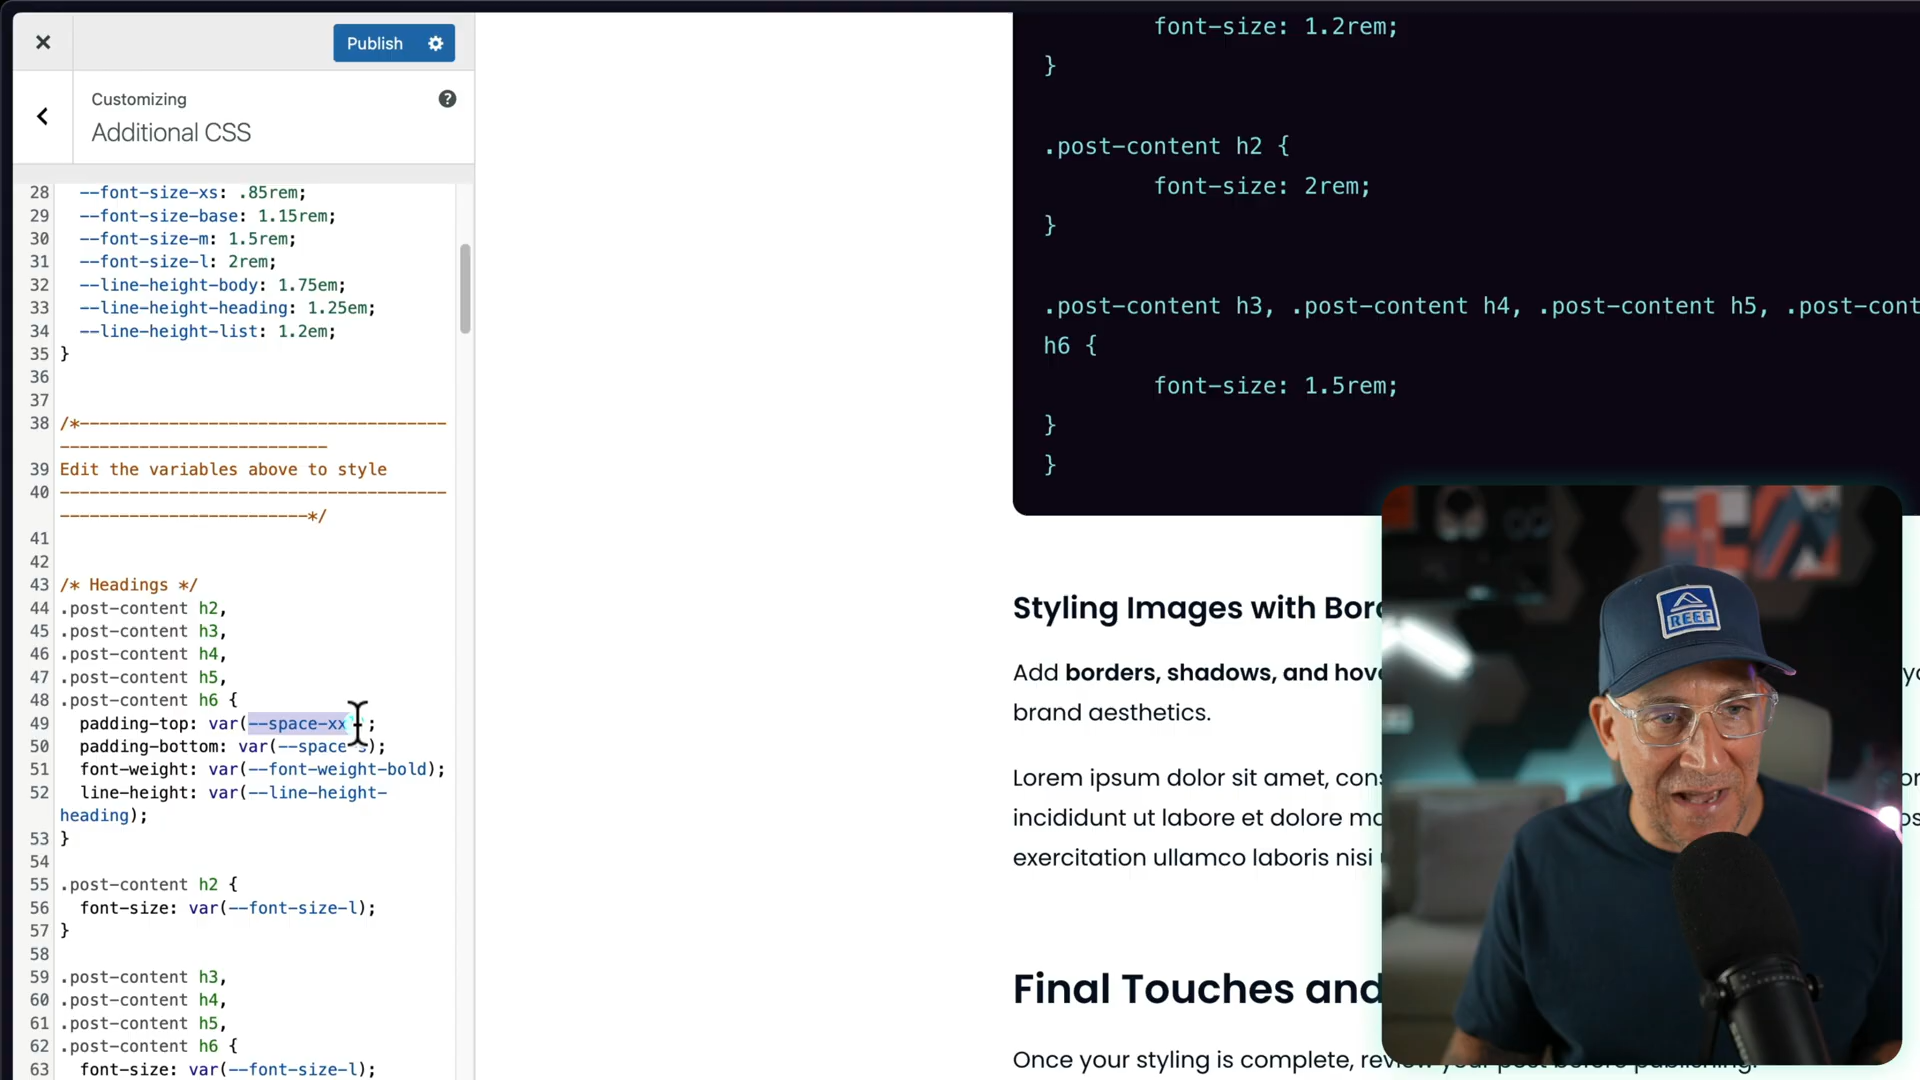 Publish
Customizing
Additional CSS
28 --font-size-xs: .85rem;
29 --font-size-base: 1.15rem;
30 --font-size-m: 1.5rem;
31 --font-size-l: 2rem;
32 --line-height-body: 1.75em;
33 --line-height-heading: 1.25em;
34 --line-height-list: 1.2em;
35 }
36
37
38 /*-------------------------------------
---------------------------
39 Edit the variables above to style
40 ---------------------------------------
-------------------------*/
41
42
43 /* Headings */
44 .post-content h2,
45 .post-content h3,
46 .post-content h4,
47 .post-content h5,
48 .post-content h6 {
49 padding-top: var(--space-xx
50 padding-bottom: var(--space-s);
51 font-weight: var(--font-weight-bold);
52 line-height: var(--line-height-
heading);
53 }
54
55 .post-content h2 {
56 font-size: var(--font-size-l);
57 }
58
59 .post-content h3,
60 .post-content h4,
61 .post-content h5,
62 .post-content h6 {
63 font-size: var(--font-size-l);
font-size: 1.2rem;
}
.post-content h2 {
font-size: 2rem;
}
.post-content h3, .post-content h4, .post-content h5, .post-cont
h6 {
font-size: 1.5rem;
}
}
Styling Images with Bor
Add borders, shadows, and hove
brand aesthetics.
Lorem ipsum dolor sit amet, cons
incididunt ut labore et dolore ma
exercitation ullamco laboris nisi
Final Touches and
Once your styling is complete, review your post before publishing.
REEF